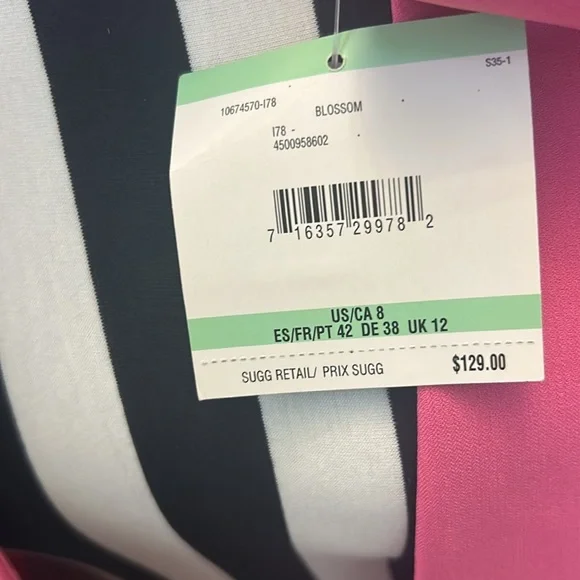 S35-1
10674570-I78
BLOSSOM
I78 -
4500958602
7 16357 29978 2
US/CA 8
ES/FR/PT 42 DE 38 UK 12
SUGG RETAIL/ PRIX SUGG $129.00